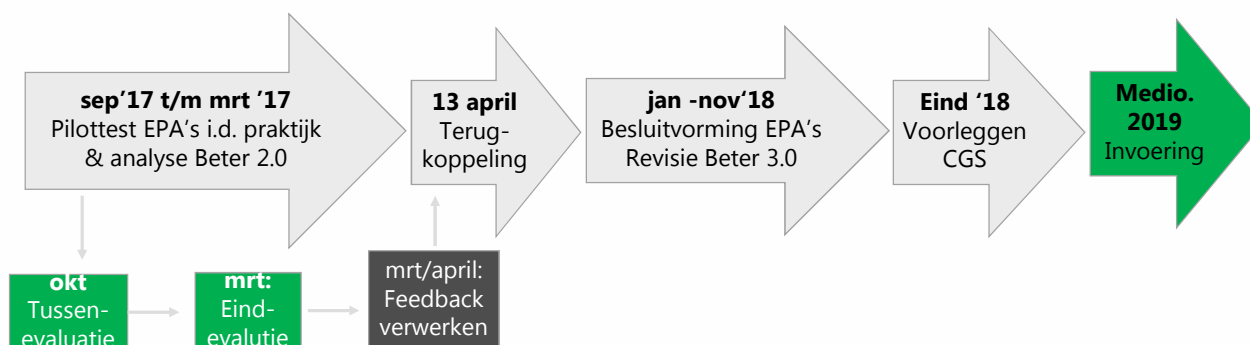 sep’17 t/m mrt ’17
Pilottest EPA’s i.d. praktijk
& analyse Beter 2.0
13 april
Terug-
koppeling
jan -nov‘18
Besluitvorming EPA’s
Revisie Beter 3.0
Eind ‘18
Voorleggen
CGS
Medio.
2019
Invoering
okt
Tussen-
evaluatie
mrt:
Eind-
evalutie
mrt/april:
Feedback
verwerken